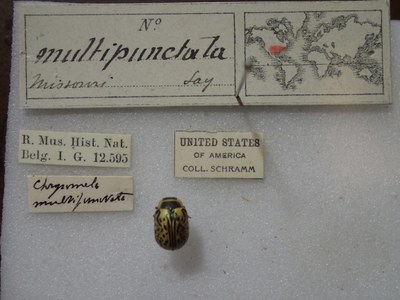 No
multipunctata
Missouri Say
R. Mus. Hist. Nat.
Belg. I. G. 12.595
UNITED STATES
OF AMERICA
COLL. SCHRAMM
Chrysomela
multipunctata